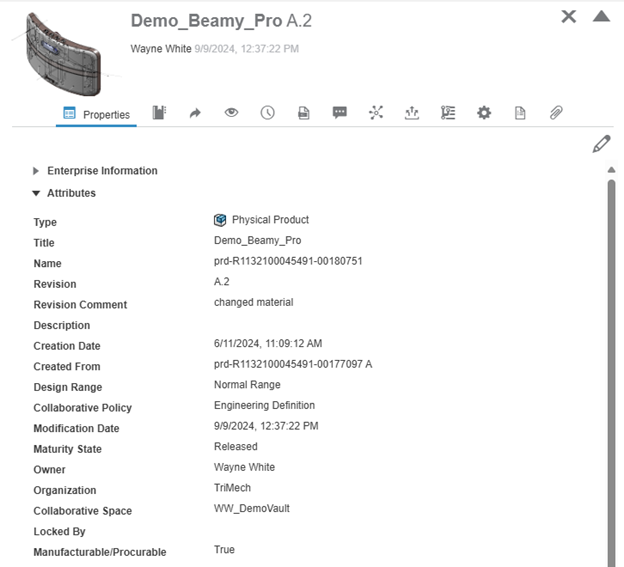 Demo_Beamy_Pro A.2
Wayne White 9/9/2024, 12:37:22 PM
Properties
Enterprise Information
Attributes
Type Physical Product
Title Demo_Beamy_Pro
Name prd-R1132100045491-00180751
Revision A.2
Revision Comment changed material
Description
Creation Date 6/11/2024, 11:09:12 AM
Created From prd-R1132100045491-00177097 A
Design Range Normal Range
Collaborative Policy Engineering Definition
Modification Date 9/9/2024, 12:37:22 PM
Maturity State Released
Owner Wayne White
Organization TriMech
Collaborative Space WW_DemoVault
Locked By
Manufacturable/Procurable True